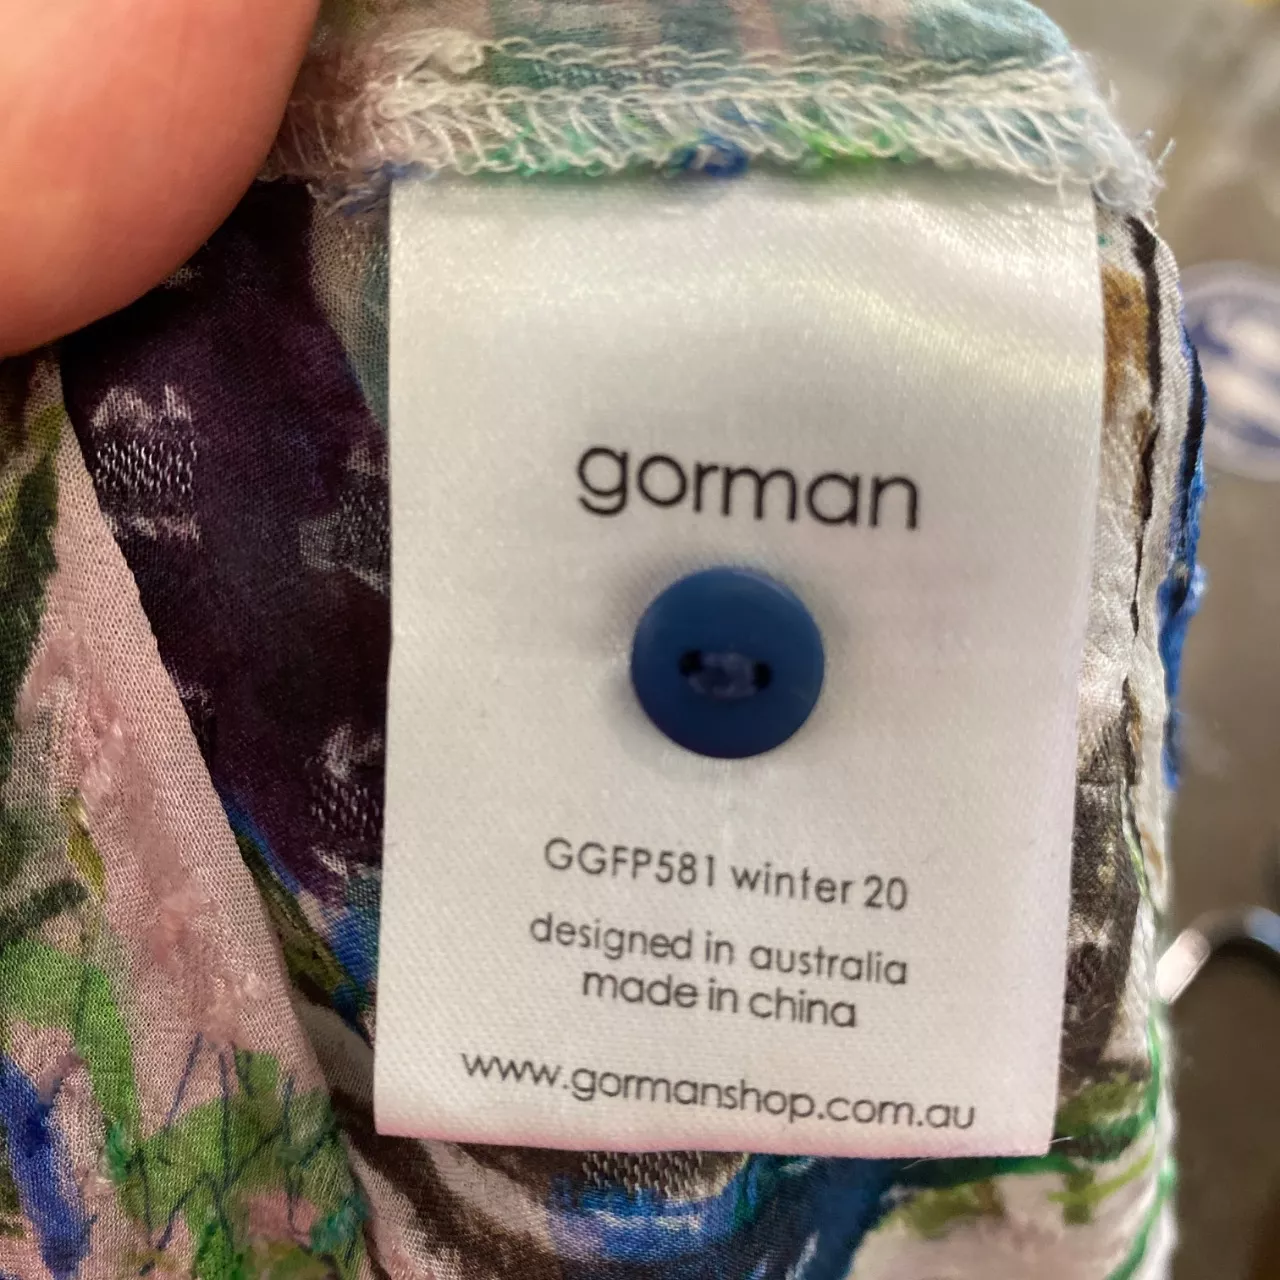 gorman
GGFP581 winter 20
designed in australia
made in china
www.gormanshop.com.au